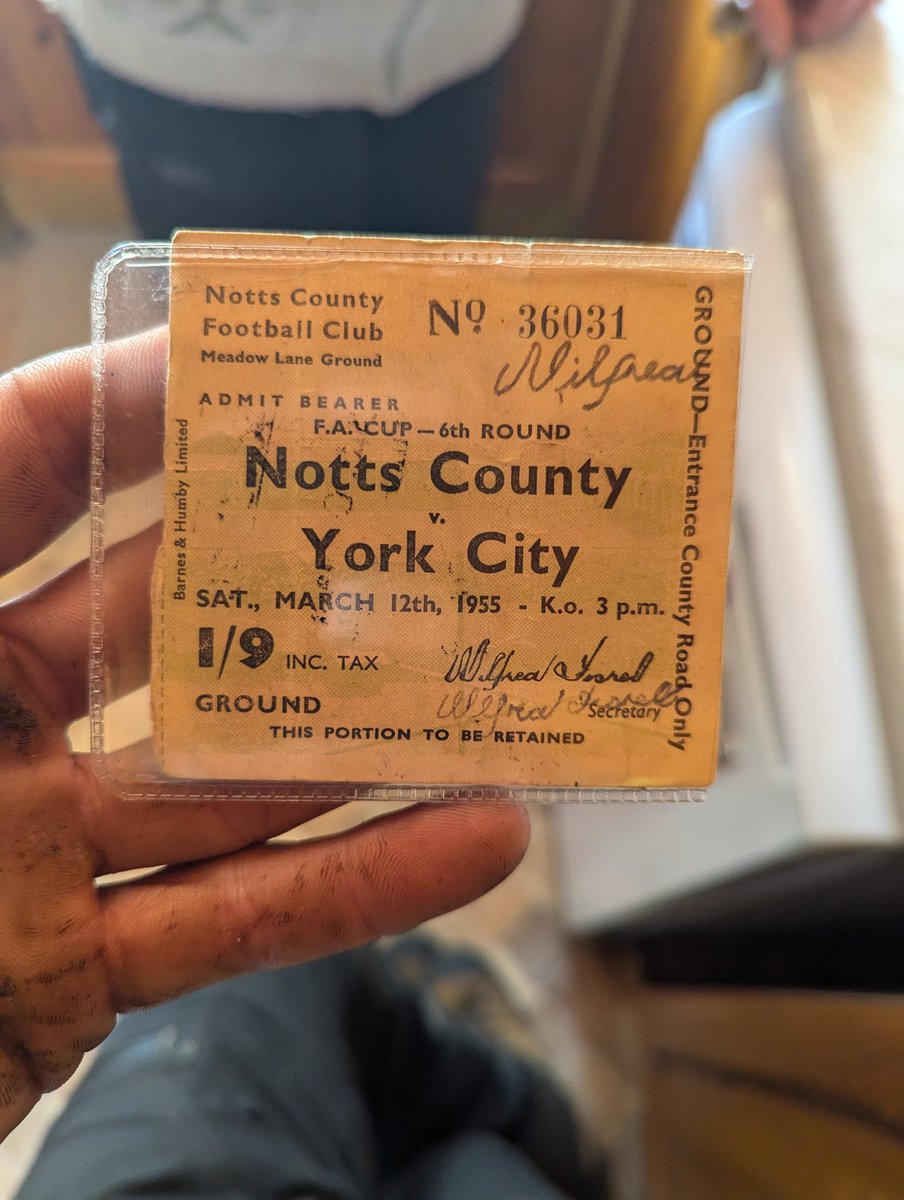 Notts County
Football Club
Meadow Lane Ground
Nº 36031
Wilfred
ADMIT BEARER
F.A. CUP — 6th ROUND
Notts County
v.
York City
SAT., MARCH 12th, 1955 - K.o. 3 p.m.
1/9 INC. TAX
Wilfred
Wilfred
GROUND
Secretary
THIS PORTION TO BE RETAINED
Barnes & Humby Limited
GROUND—Entrance County Road Only